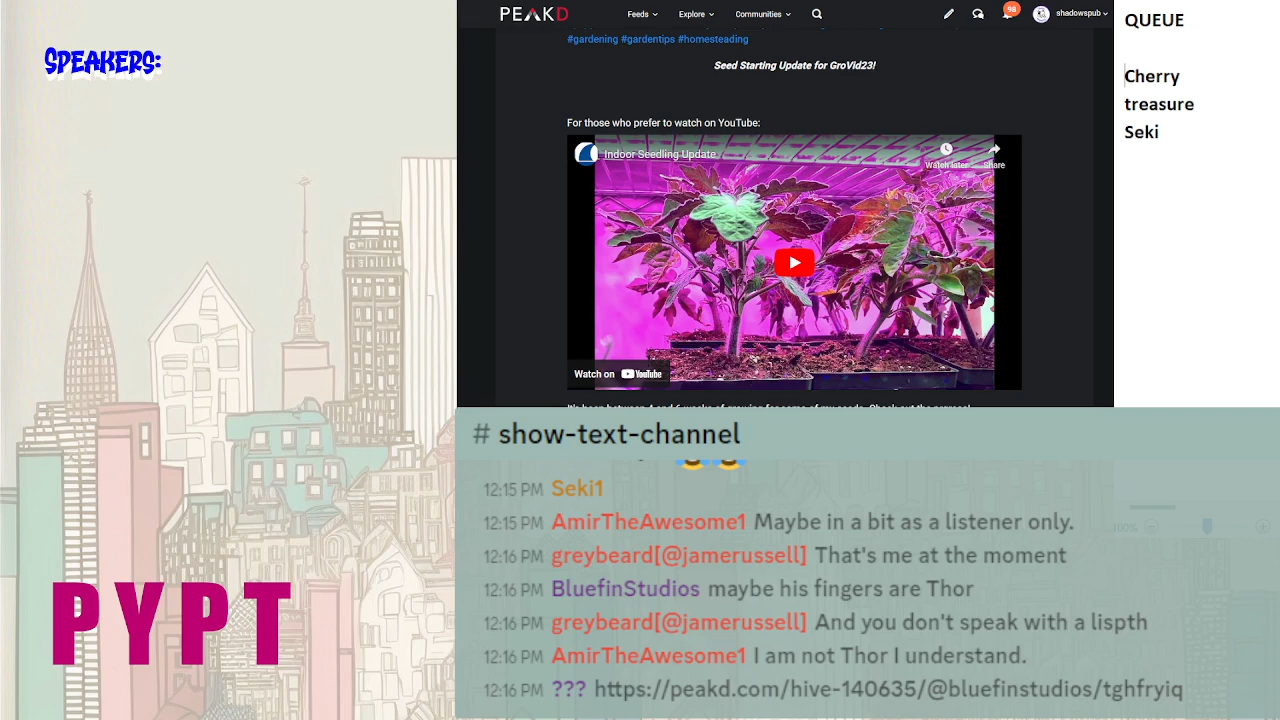 SPEAKERS:
PYPT
PEAKD
Feeds
Explore
Communities
98
shadowspub
#gardening #gardentips #homesteading
Seed Starting Update for GroVid23!
For those who prefer to watch on YouTube:
Indoor Seedling Update
Watch later
Share
Watch on YouTube
QUEUE
Cherry
treasure
Seki
# show-text-channel
12:15 PM Seki1
12:15 PM AmirTheAwesome1 Maybe in a bit as a listener only.
12:16 PM greybeard[@jamerussell] That's me at the moment
12:16 PM BluefinStudios maybe his fingers are Thor
12:16 PM greybeard[@jamerussell] And you don't speak with a lispth
12:16 PM AmirTheAwesome1 I am not Thor I understand.
12:16 PM ??? https://peakd.com/hive-140635/@bluefinstudios/tghfryiq
100%